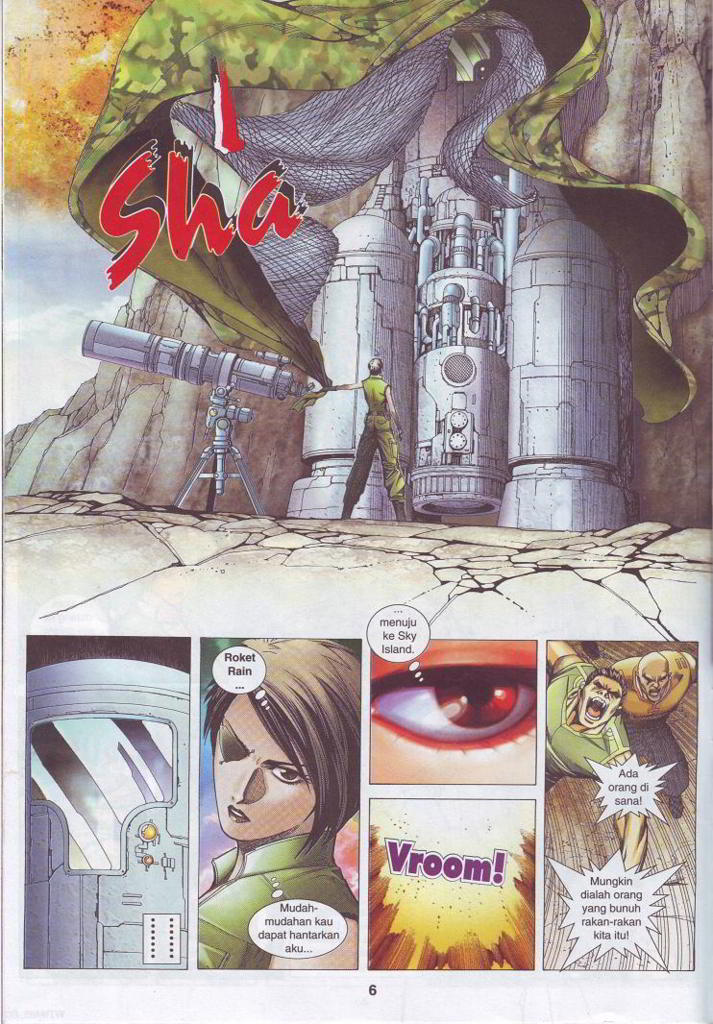 Sha!
Roket
Rain
...
Mudah-
mudahan kau
dapat hantarkan
aku...
...
menuju
ke Sky
Island.
Vroom!
Ada
orang di
sana!
Mungkin
dialah orang
yang bunuh
rakan-rakan
kita itu!
6